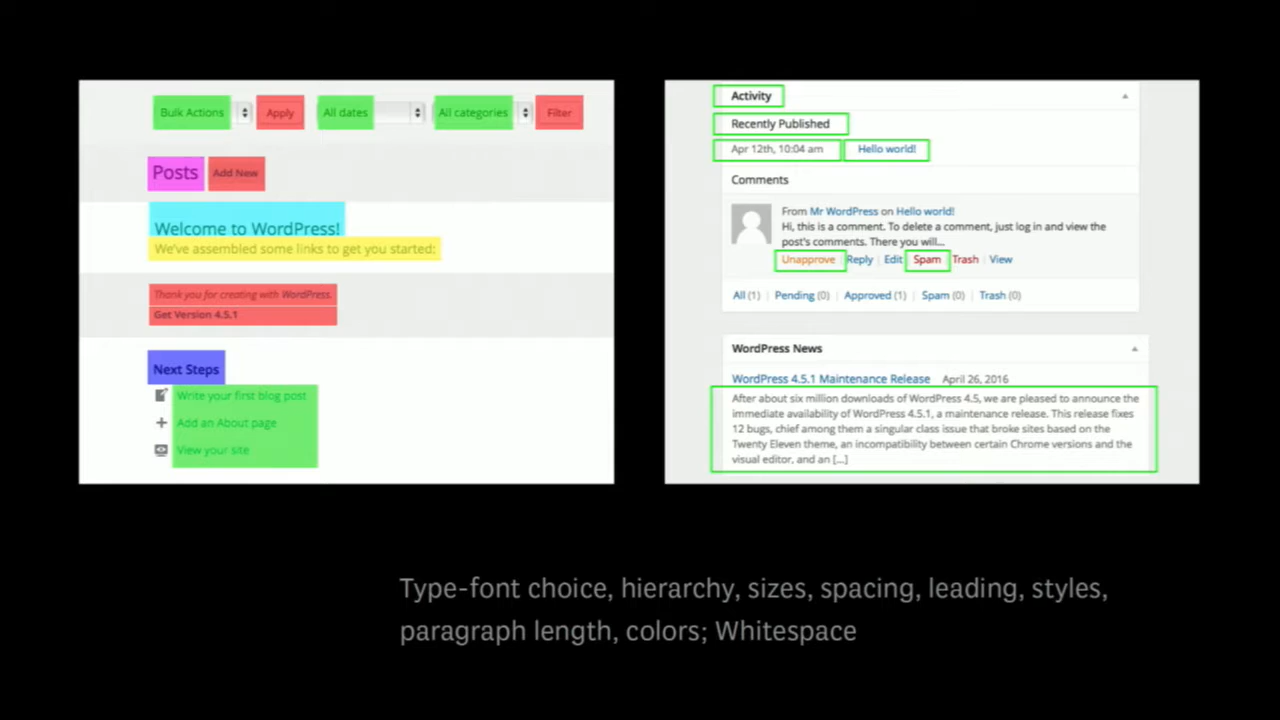 Bulk Actions Apply All dates All categories Filter
Posts Add New
Welcome to WordPress!
We've assembled some links to get you started:
Thank you for creating with WordPress.
Get Version 4.5.1
Next Steps
Write your first blog post
Add an About page
View your site
Activity
Recently Published
Apr 12th, 10:04 am Hello world!
Comments
From Mr WordPress on Hello world!
Hi, this is a comment. To delete a comment, just log in and view the
post's comments. There you will...
Unapprove | Reply | Edit | Spam | Trash | View
All (1) | Pending (0) | Approved (1) | Spam (0) | Trash (0)
WordPress News
WordPress 4.5.1 Maintenance Release April 26, 2016
After about six million downloads of WordPress 4.5, we are pleased to announce the
immediate availability of WordPress 4.5.1, a maintenance release. This release fixes
12 bugs, chief among them a singular class issue that broke sites based on the
Twenty Eleven theme, an incompatibility between certain Chrome versions and the
visual editor, and an [...]
Type-font choice, hierarchy, sizes, spacing, leading, styles,
paragraph length, colors; Whitespace